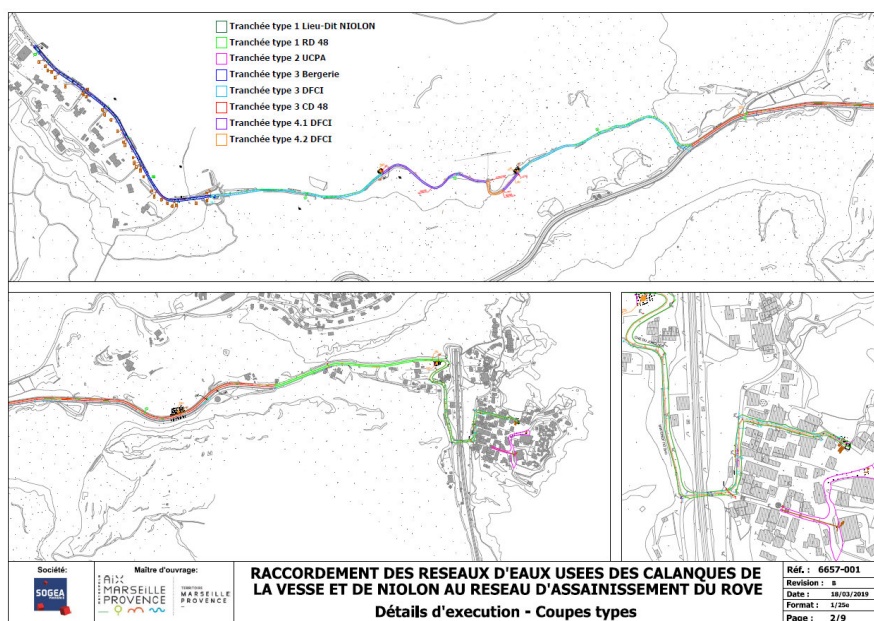 Tranchée type 1 Lieu-Dit NIOLON
Tranchée type 1 RD 48
Tranchée type 2 UCPA
Tranchée type 3 Bergerie
Tranchée type 3 DFCI
Tranchée type 3 CD 48
Tranchée type 4.1 DFCI
Tranchée type 4.2 DFCI
Société:
SOGEA
Maître d'ouvrage:
AIX
MARSEILLE
PROVENCE
MARSEILLE
PROVENCE
RACCORDEMENT DES RESEAUX D'EAUX USEES DES CALANQUES DE
LA VESSE ET DE NIOLON AU RESEAU D'ASSAINISSEMENT DU ROVE
Détails d'execution - Coupes types
Réf. : 6657-001
Revision : B
Date : 18/03/2019
Format : 1/25e
Page : 2/9